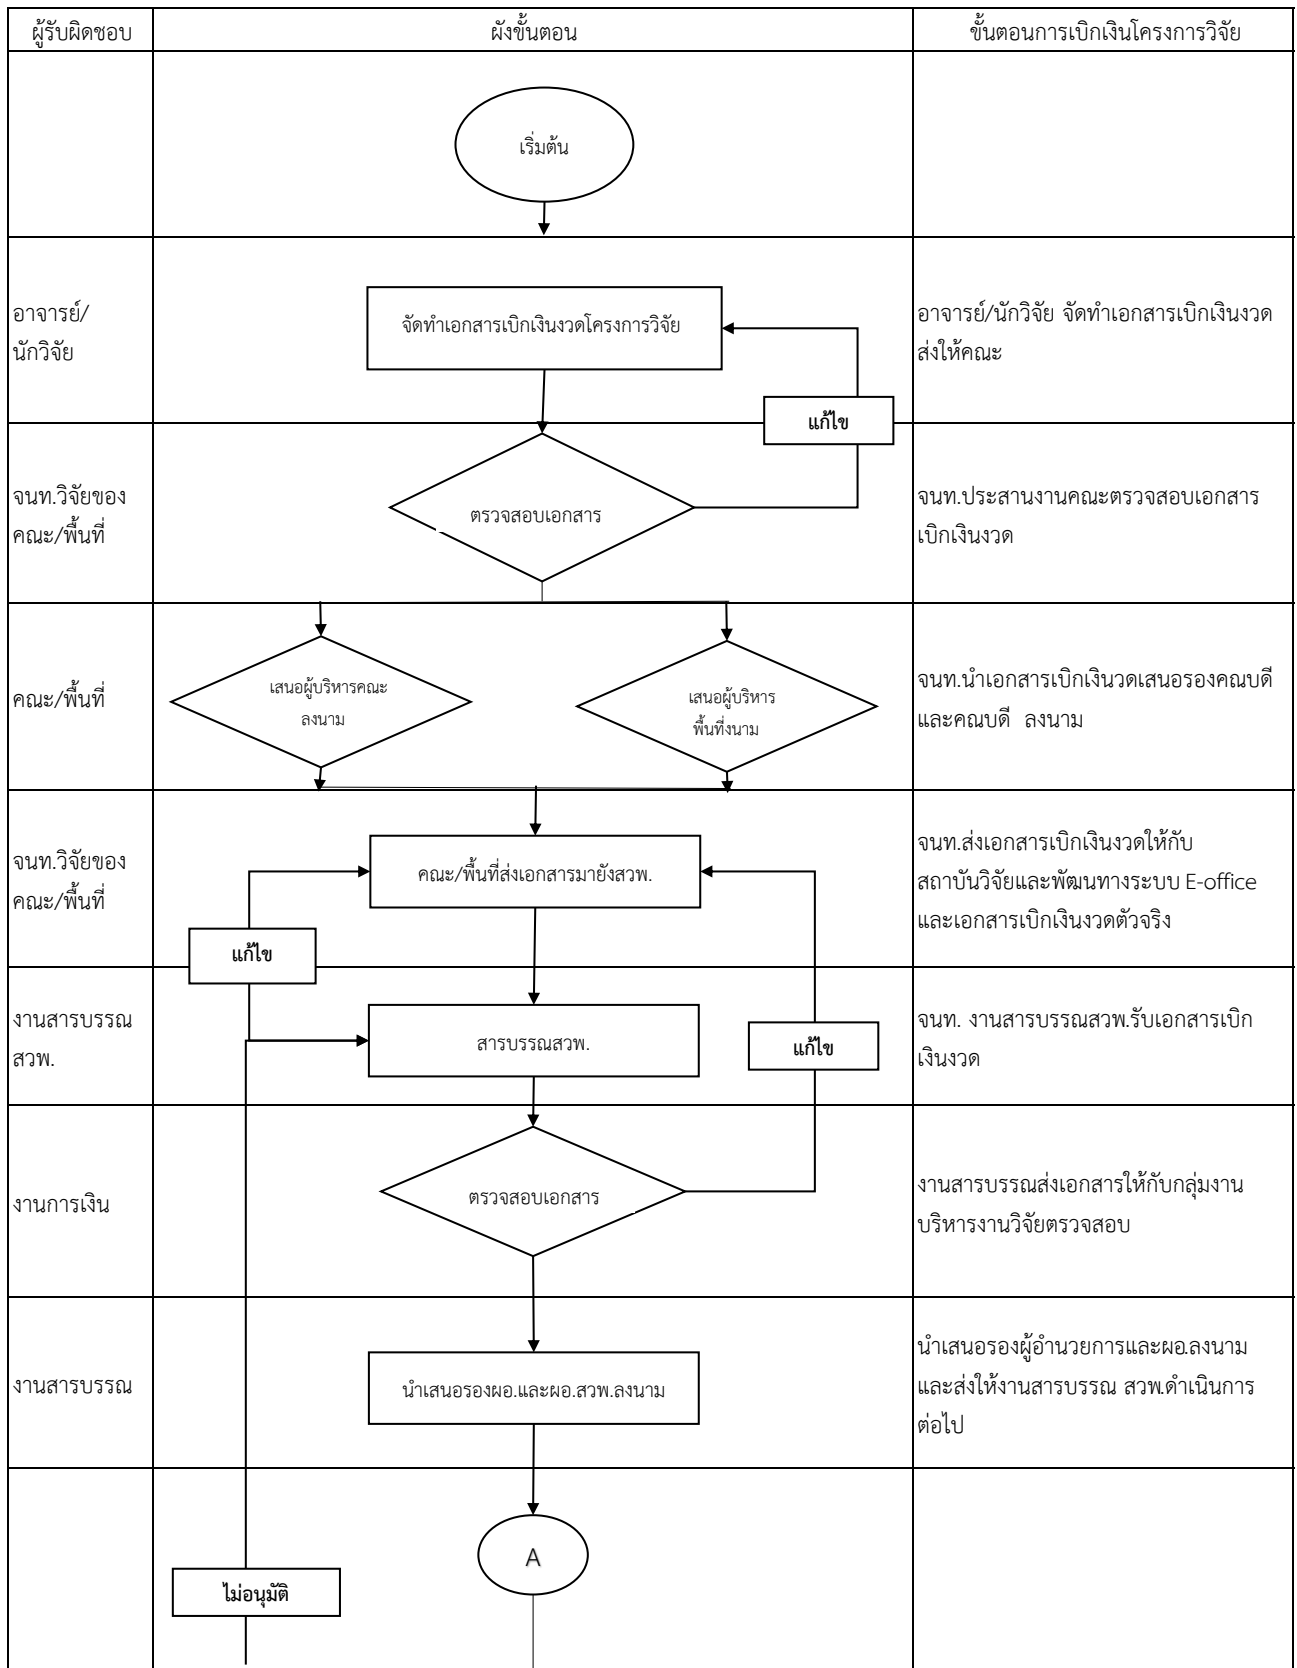 ผู้รับผิดชอบ
ผังขั้นตอน
ขั้นตอนการเบิกเงินโครงการวิจัย
เริ่มต้น
อาจารย์/
นักวิจัย
จัดทำเอกสารเบิกเงินงวดโครงการวิจัย
อาจารย์/นักวิจัย จัดทำเอกสารเบิกเงินงวด
ส่งให้คณะ
แก้ไข
จนท.วิจัยของ
คณะ/พื้นที่
ตรวจสอบเอกสาร
จนท.ประสานงานคณะตรวจสอบเอกสาร
เบิกเงินงวด
คณะ/พื้นที่
เสนอผู้บริหารคณะ
ลงนาม
เสนอผู้บริหาร
พื้นที่งนาม
จนท.นำเอกสารเบิกเงินวดเสนอรองคณบดี
และคณบดี ลงนาม
จนท.วิจัยของ
คณะ/พื้นที่
คณะ/พื้นที่ส่งเอกสารมายังสวพ.
จนท.ส่งเอกสารเบิกเงินงวดให้กับ
สถาบันวิจัยและพัฒนทางระบบ E-office
และเอกสารเบิกเงินงวดตัวจริง
แก้ไข
งานสารบรรณ
สวพ.
สารบรรณสวพ.
แก้ไข
จนท. งานสารบรรณสวพ.รับเอกสารเบิก
เงินงวด
งานการเงิน
ตรวจสอบเอกสาร
งานสารบรรณส่งเอกสารให้กับกลุ่มงาน
บริหารงานวิจัยตรวจสอบ
งานสารบรรณ
นำเสนอรองผอ.และผอ.สวพ.ลงนาม
นำเสนอรองผู้อำนวยการและผอ.ลงนาม
และส่งให้งานสารบรรณ สวพ.ดำเนินการ
ต่อไป
A
ไม่อนุมัติ